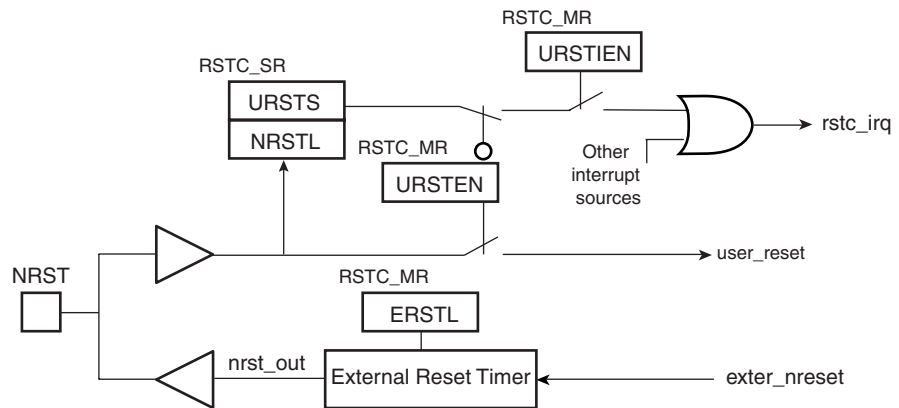 RSTC_MR
URSTIEN
RSTC_SR
URSTS
NRSTL
rstc_irq
RSTC_MR
URSTEN
Other
interrupt
sources
NRST
user_reset
RSTC_MR
ERSTL
nrst_out
External Reset Timer
exter_nreset